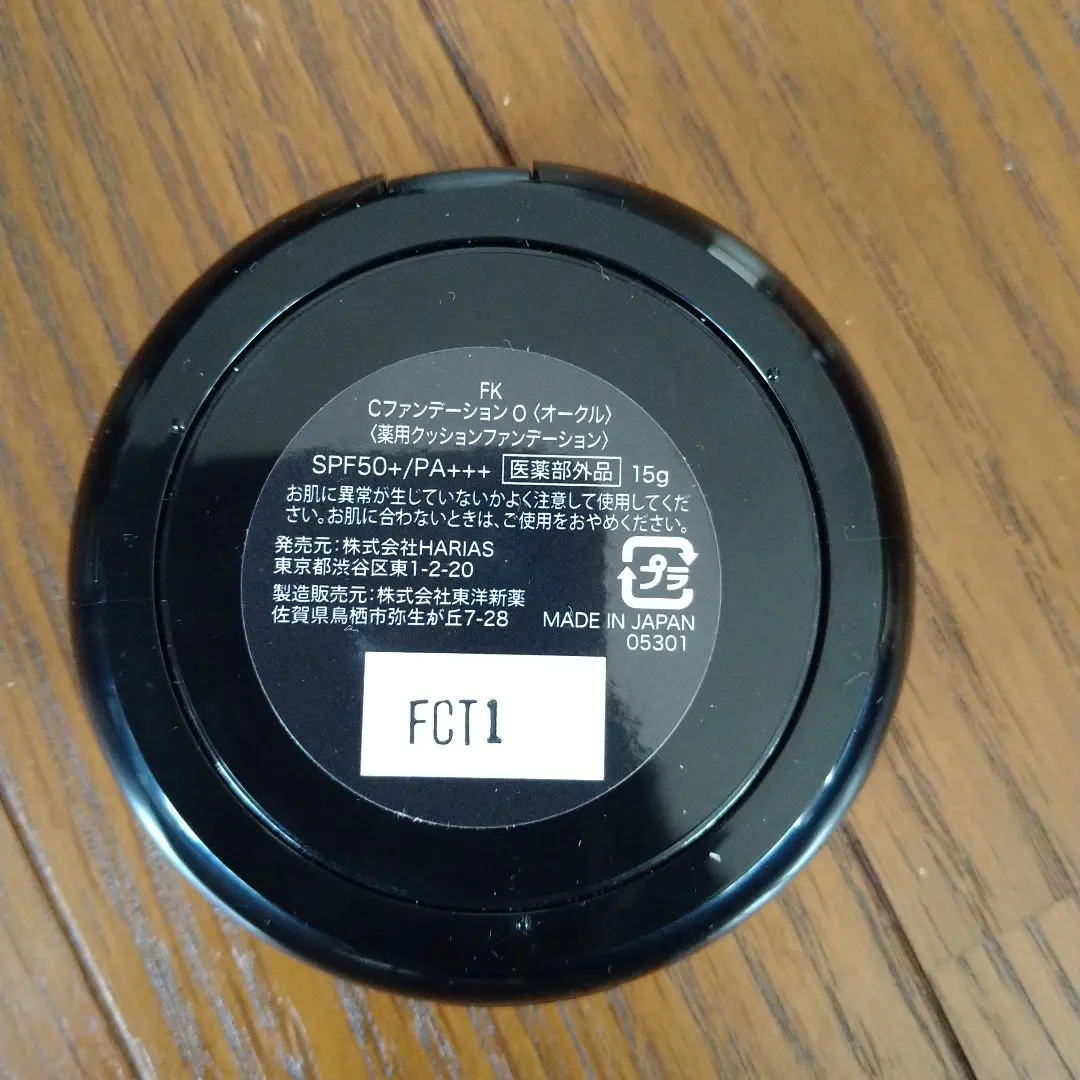 FK
Cファンデーション O〈オークル〉
〈薬用クッションファンデーション〉
SPF50+/PA+++ 医薬部外品 15g
お肌に異常が生じていないかよく注意して使用してくだ
さい。お肌に合わないときは、ご使用をおやめください。
発売元：株式会社HARIAS
東京都渋谷区東1-2-20
製造販売元：株式会社東洋新薬
佐賀県鳥栖市弥生が丘7-28
プラ
MADE IN JAPAN
05301
FCT1